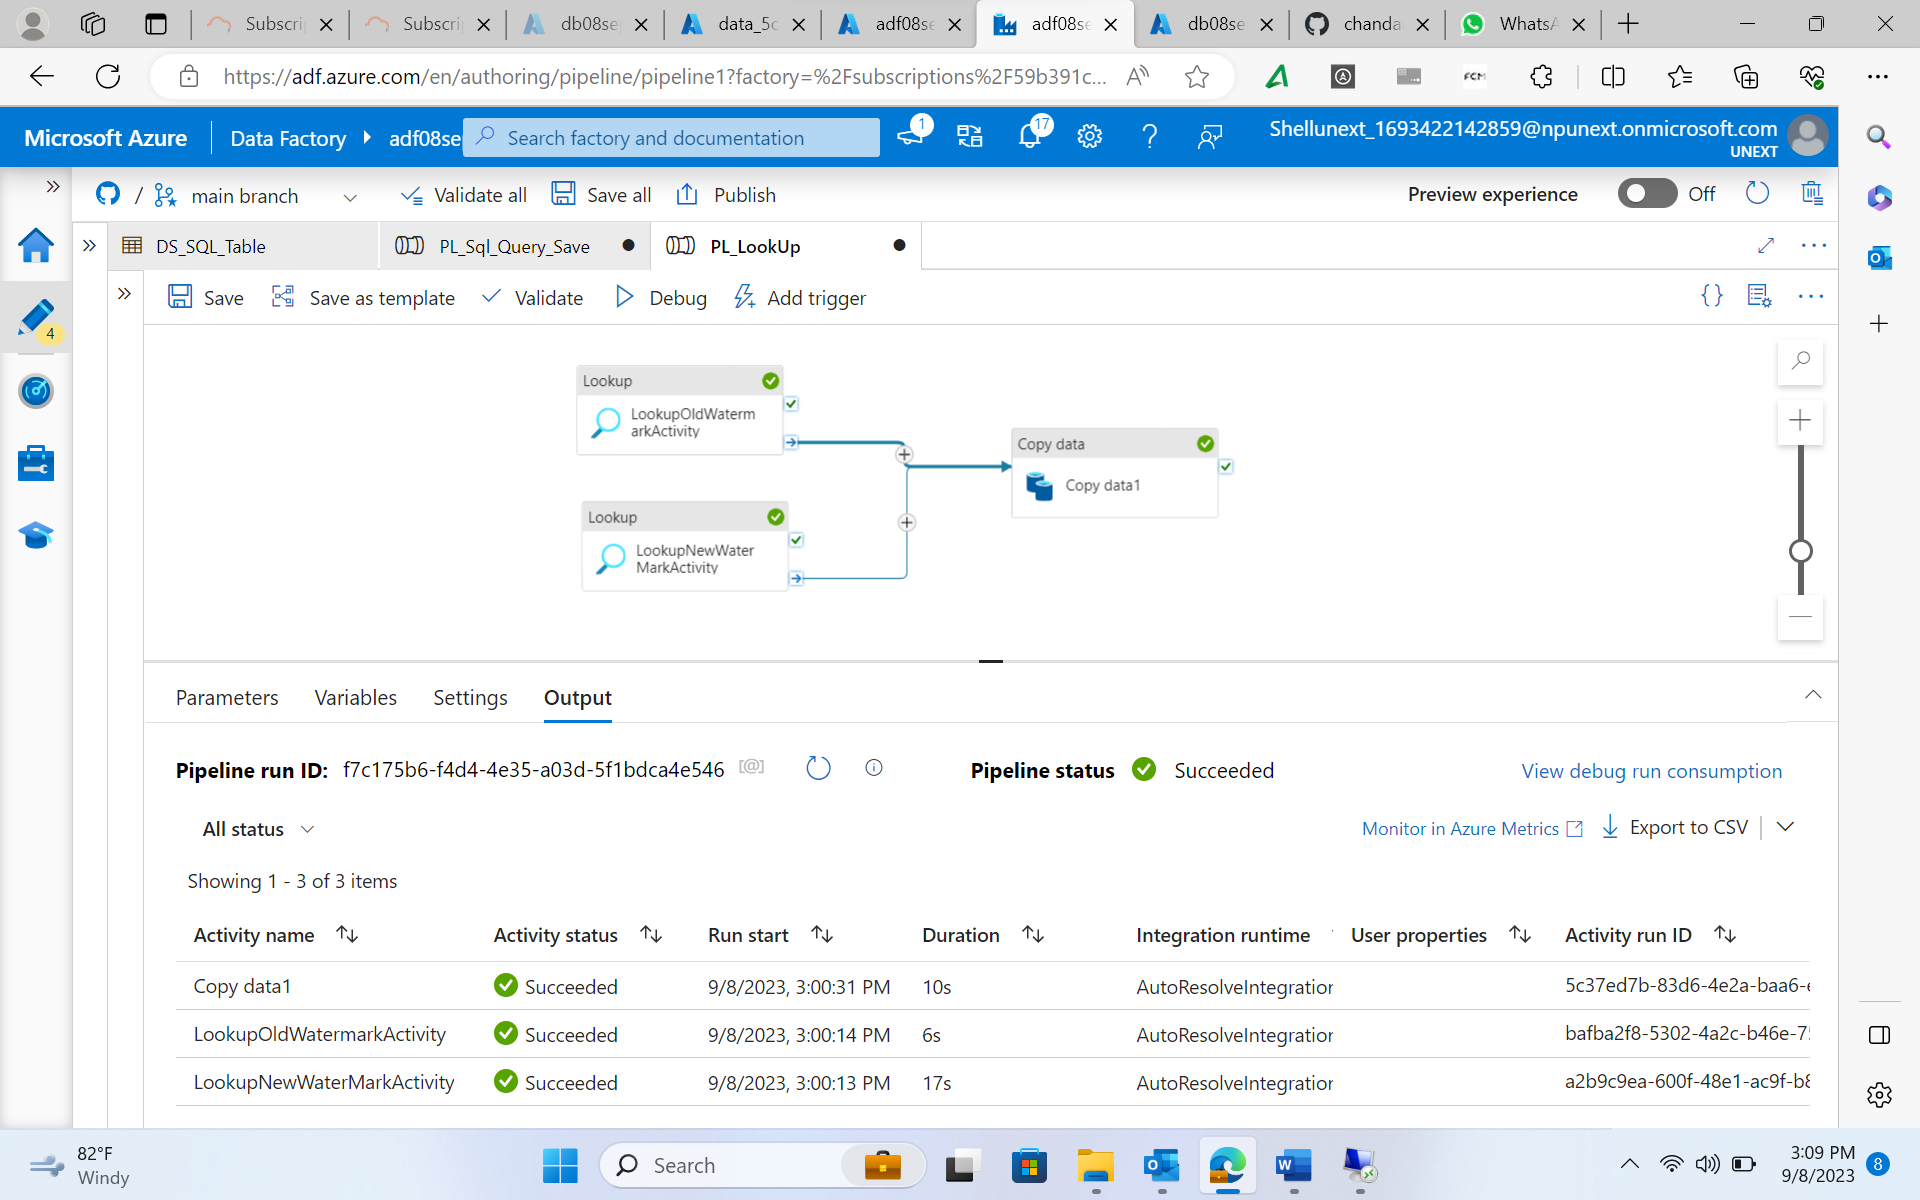 Subscri
Subscri
db08se
data_5c
adf08se
adf08se
db08se
chanda
WhatsA
https://adf.azure.com/en/authoring/pipeline/pipeline1?factory=%2Fsubscriptions%2F59b391c...
FCM
Microsoft Azure
Data Factory
adf08se
Search factory and documentation
1
17
Shellunext_1693422142859@npunext.onmicrosoft.com
UNEXT
/ main branch
Validate all
Save all
Publish
Preview experience
Off
DS_SQL_Table
PL_Sql_Query_Save
PL_LookUp
4
Save
Save as template
Validate
Debug
Add trigger
Lookup
LookupOldWaterm
arkActivity
Copy data
Copy data1
Lookup
LookupNewWater
MarkActivity
Parameters
Variables
Settings
Output
Pipeline run ID: f7c175b6-f4d4-4e35-a03d-5f1bdca4e546 [@]
Pipeline status Succeeded
View debug run consumption
All status
Monitor in Azure Metrics
Export to CSV
Showing 1 - 3 of 3 items
Activity name Activity status Run start Duration Integration runtime User properties Activity run ID
Copy data1 Succeeded 9/8/2023, 3:00:31 PM 10s AutoResolveIntegration 5c37ed7b-83d6-4e2a-baa6-e
LookupOldWatermarkActivity Succeeded 9/8/2023, 3:00:14 PM 6s AutoResolveIntegration bafba2f8-5302-4a2c-b46e-75
LookupNewWaterMarkActivity Succeeded 9/8/2023, 3:00:13 PM 17s AutoResolveIntegration a2b9c9ea-600f-48e1-ac9f-b8
82°F
Windy
Search
3:09 PM
9/8/2023
8